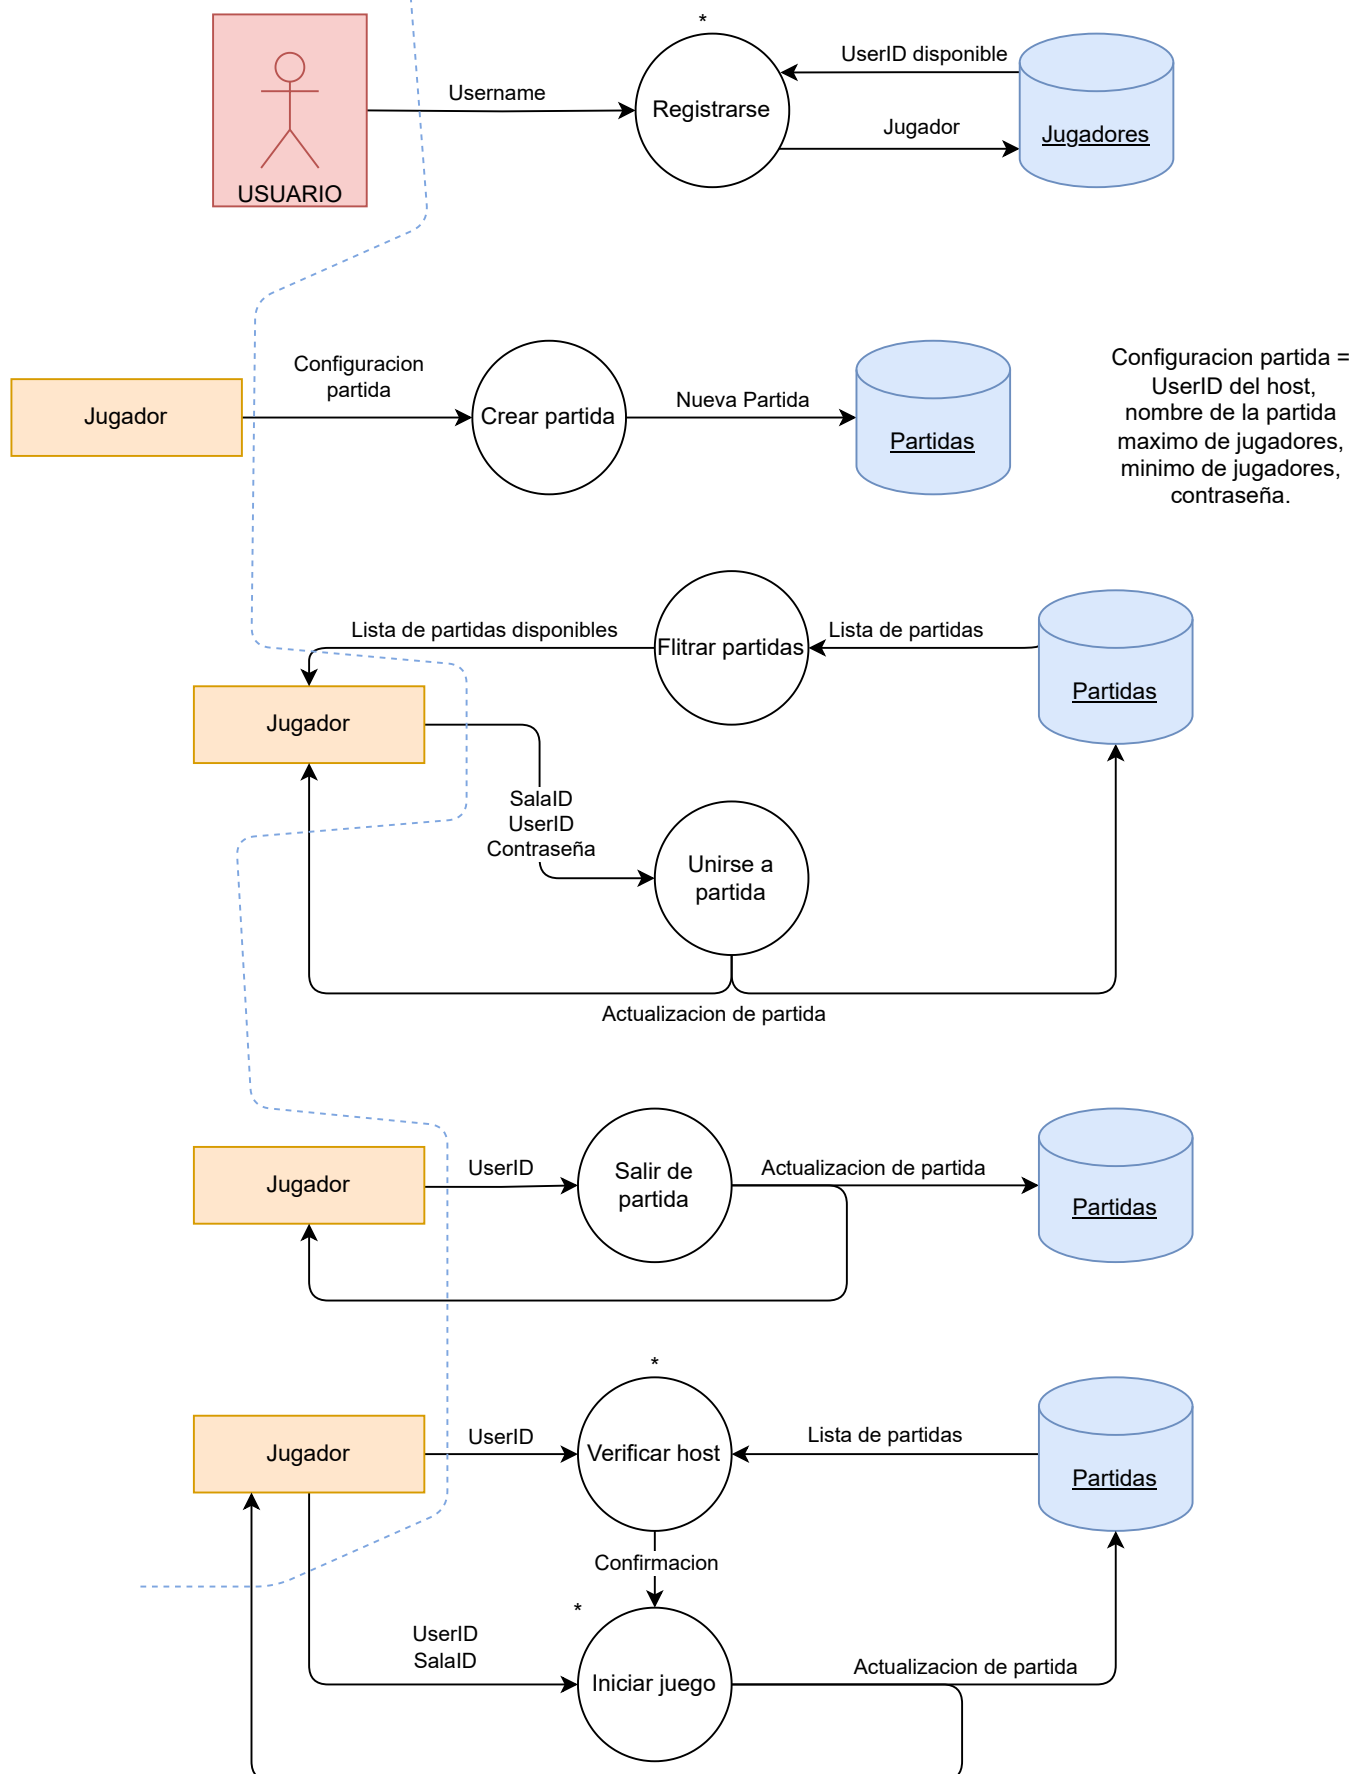 *
UserID disponible
Username
Registrarse
Jugador
Jugadores
USUARIO
Configuracion
partida
Jugador
Crear partida
Nueva Partida
Partidas
Configuracion partida =
UserID del host,
nombre de la partida
maximo de jugadores,
minimo de jugadores,
contraseña.
Lista de partidas disponibles
Flitrar partidas
Lista de partidas
Partidas
Jugador
SalaID
UserID
Contraseña
Unirse a
partida
Actualizacion de partida
Jugador
UserID
Salir de
partida
Actualizacion de partida
Partidas
*
Jugador
UserID
Verificar host
Lista de partidas
Partidas
Confirmacion
*
UserID
SalaID
Iniciar juego
Actualizacion de partida